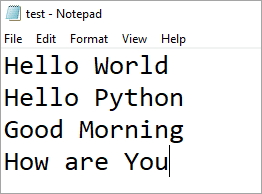 test - Notepad
File Edit Format View Help
Hello World
Hello Python
Good Morning
How are You